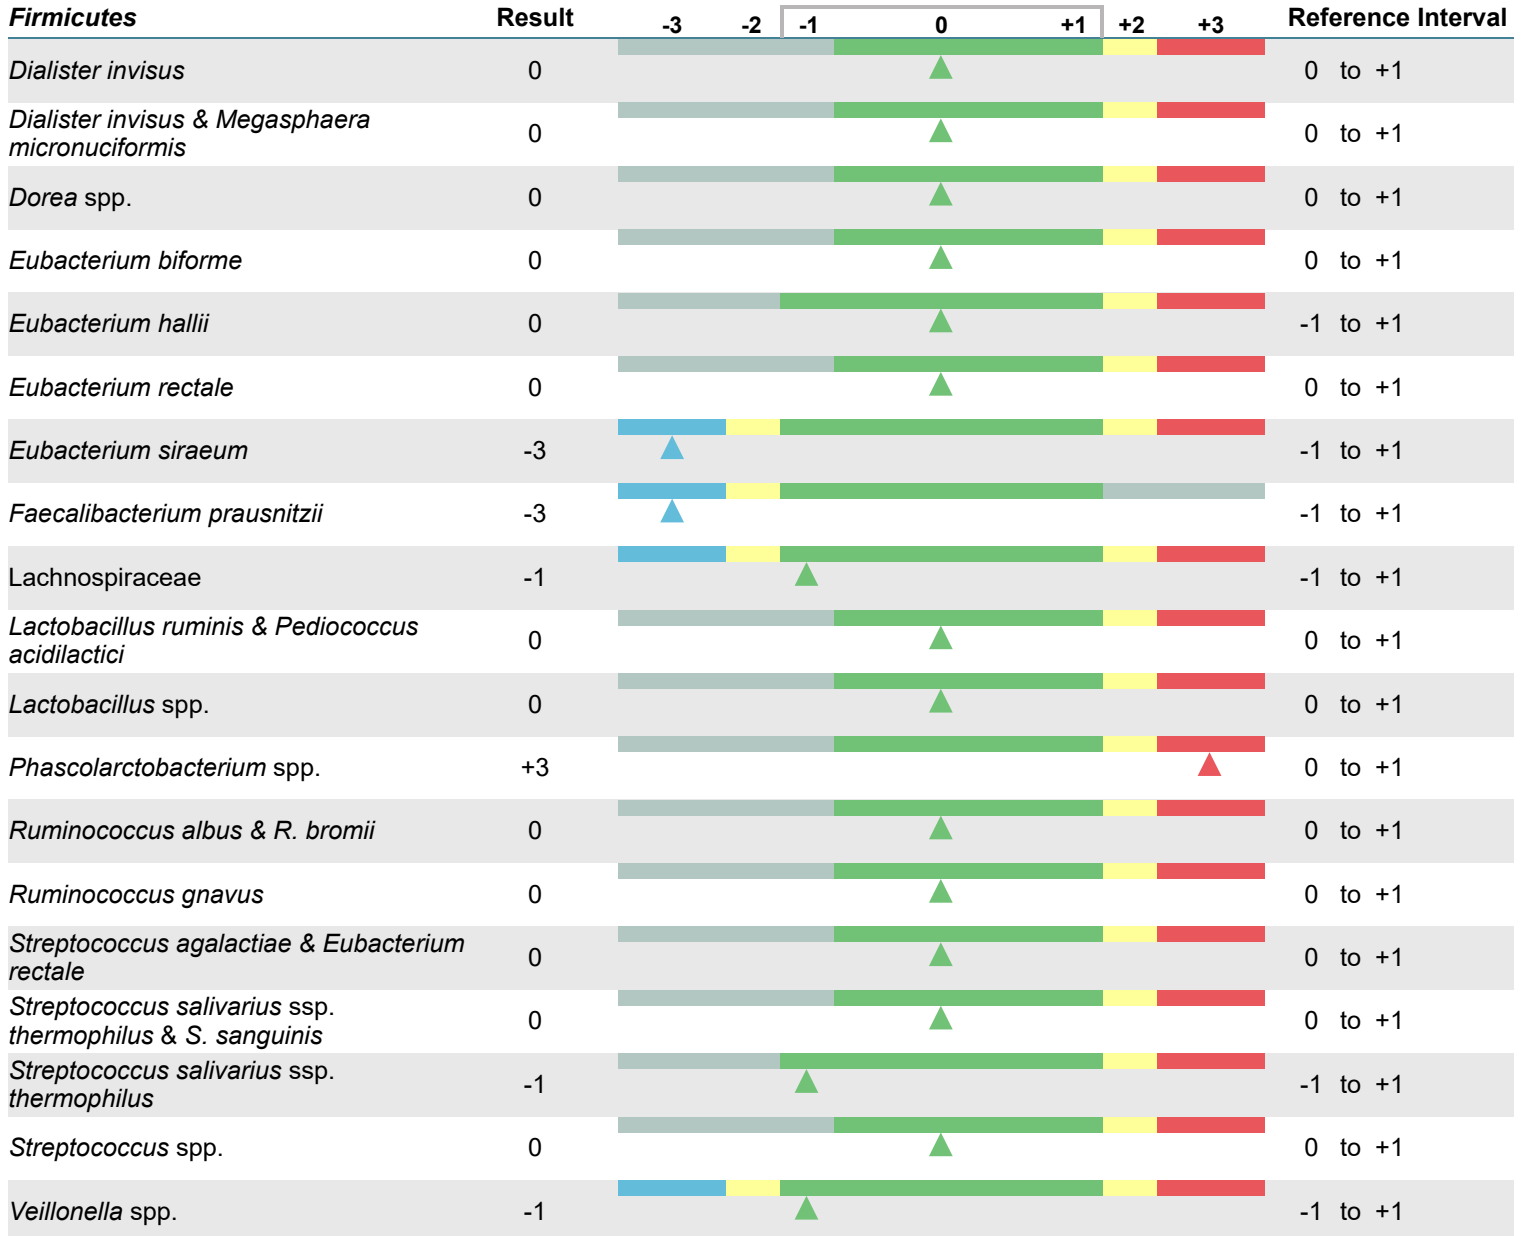 Firmicutes Result -3 -2 -1 0 +1 +2 +3 Reference Interval
Dialister invisus 0 0 to +1
Dialister invisus & Megasphaera
micronuciformis 0 0 to +1
Dorea spp. 0 0 to +1
Eubacterium biforme 0 0 to +1
Eubacterium hallii 0 -1 to +1
Eubacterium rectale 0 0 to +1
Eubacterium siraeum -3 -1 to +1
Faecalibacterium prausnitzii -3 -1 to +1
Lachnospiraceae -1 -1 to +1
Lactobacillus ruminis & Pediococcus
acidilactici 0 0 to +1
Lactobacillus spp. 0 0 to +1
Phascolarctobacterium spp. +3 0 to +1
Ruminococcus albus & R. bromii 0 0 to +1
Ruminococcus gnavus 0 0 to +1
Streptococcus agalactiae & Eubacterium
rectale 0 0 to +1
Streptococcus salivarius ssp.
thermophilus & S. sanguinis 0 0 to +1
Streptococcus salivarius ssp.
thermophilus -1 -1 to +1
Streptococcus spp. 0 0 to +1
Veillonella spp. -1 -1 to +1